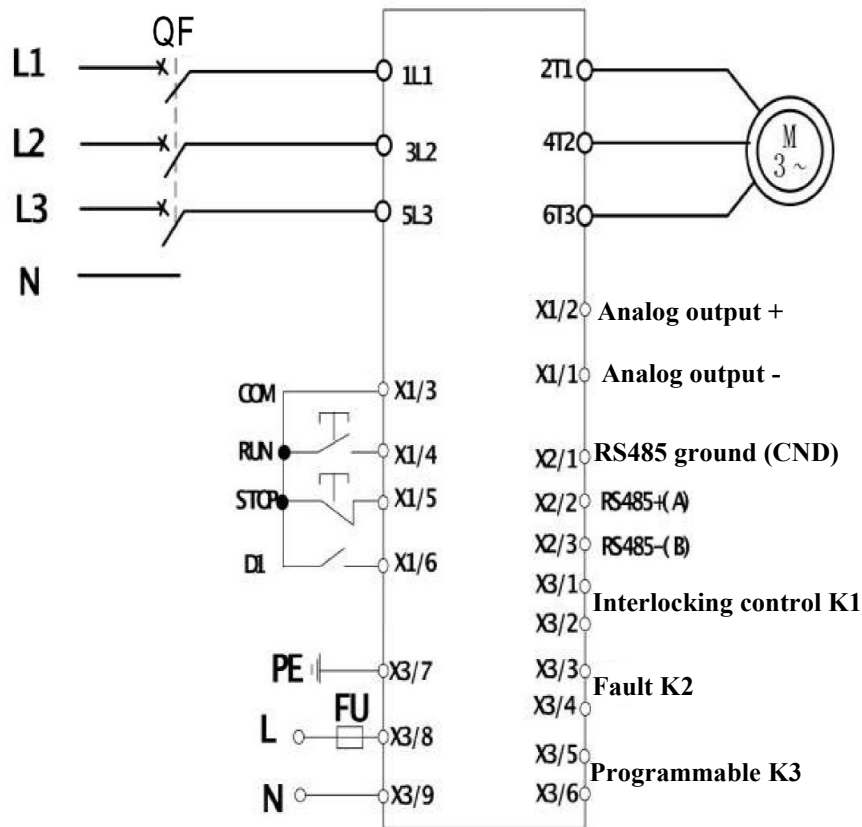 QF
L1
1L1
2T1
L2
3L2
4T2
M
3~
L3
5L3
6T3
N
X1/2
Analog output +
X1/1
Analog output -
COM
X1/3
RUN
X1/4
X2/1
RS485 ground (CND)
STOP
X1/5
X2/2
RS485+(A)
X2/3
RS485-(B)
D1
X1/6
X3/1
Interlocking control K1
X3/2
PE
X3/7
X3/3
Fault K2
X3/4
FU
L
X3/8
X3/5
Programmable K3
N
X3/9
X3/6